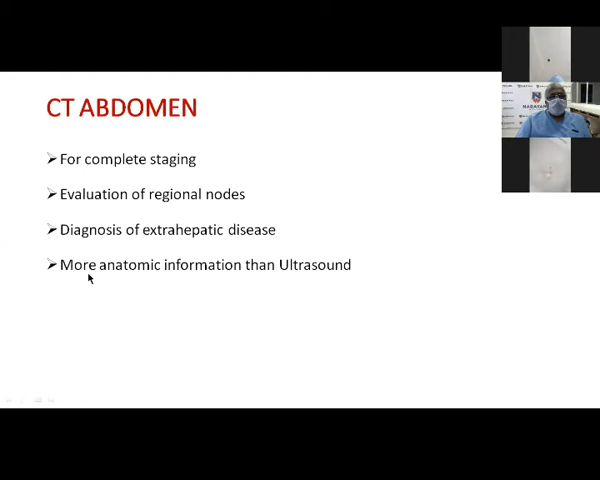 CT ABDOMEN
For complete staging
Evaluation of regional nodes
Diagnosis of extrahepatic disease
More anatomic information than Ultrasound